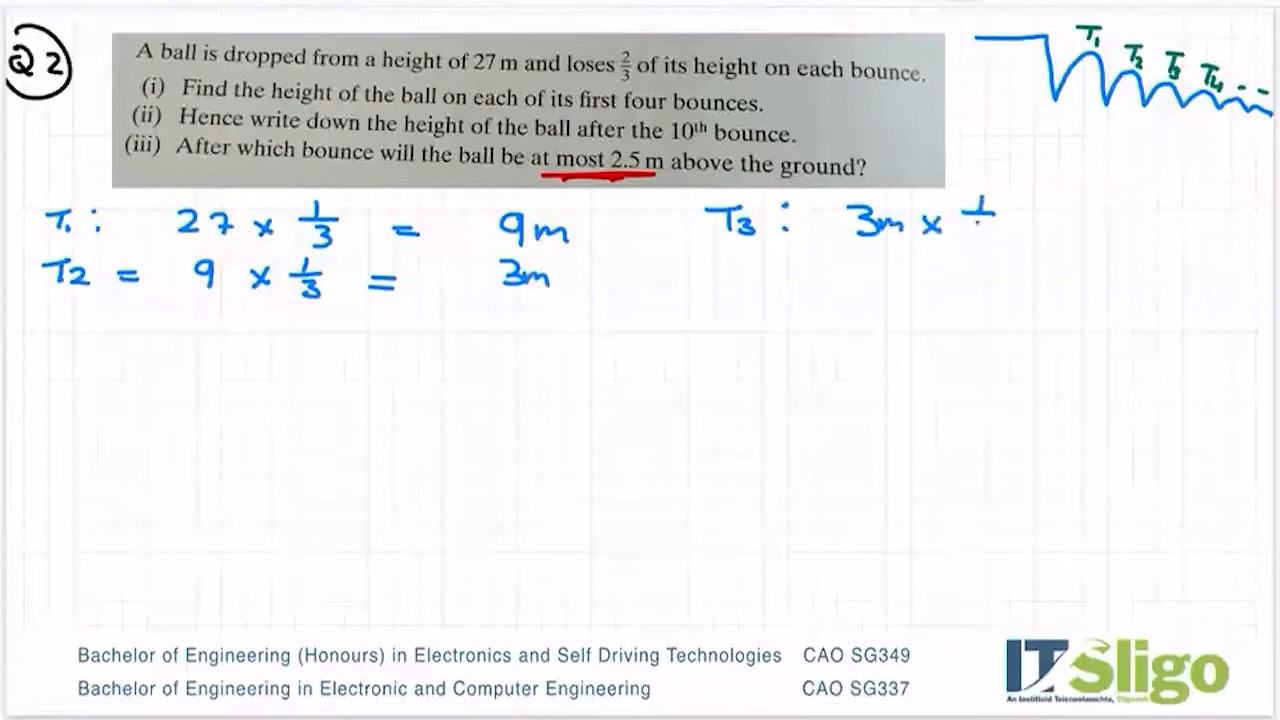 Q2
A ball is dropped from a height of 27 m and loses 2/3 of its height on each bounce.
(i) Find the height of the ball on each of its first four bounces.
(ii) Hence write down the height of the ball after the 10th bounce.
(iii) After which bounce will the ball be at most 2.5 m above the ground?
T1 T2 T3 T4 - -
T1 : 27 × 1/3 = 9m
T2 = 9 × 1/3 = 3m
T3 : 3m × 1/
Bachelor of Engineering (Honours) in Electronics and Self Driving Technologies CAO SG349
Bachelor of Engineering in Electronic and Computer Engineering CAO SG337
IT Sligo
An Institiúid Teicneolaíochta, Sligeach